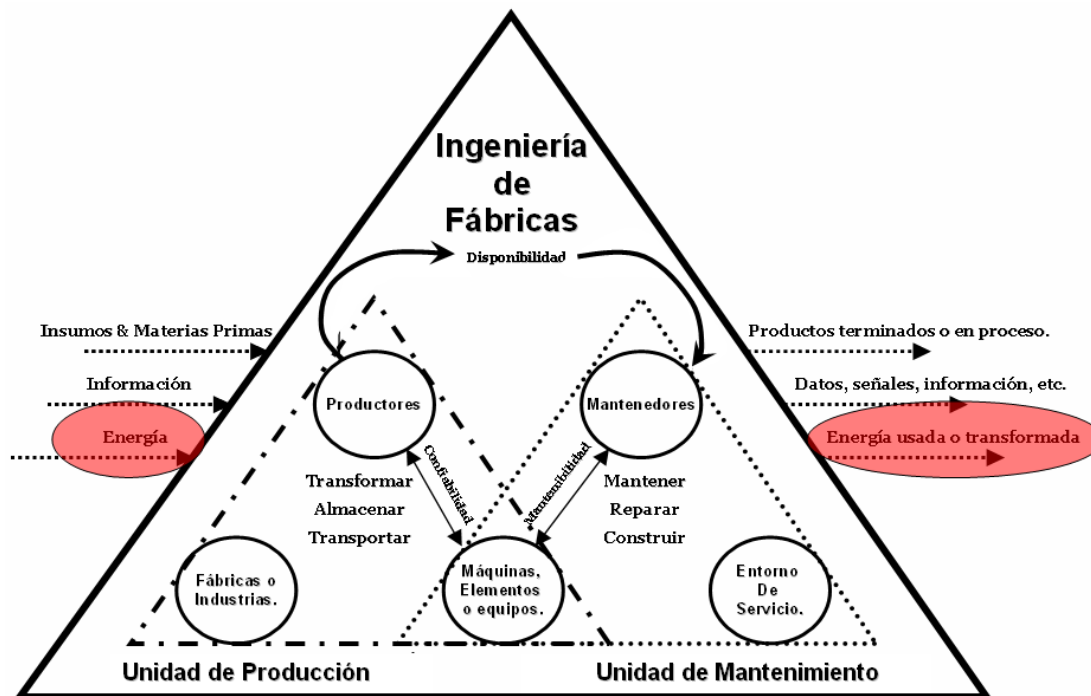 Ingeniería
de
Fábricas
Disponibilidad
Insumos & Materias Primas
Información
Energía
Productos terminados o en proceso.
Datos, señales, información, etc.
Energía usada o transformada
Productores
Mantenedores
Confiabilidad
Mantenibilidad
Transformar
Almacenar
Transportar
Mantener
Reparar
Construir
Fábricas o
Industrias.
Máquinas,
Elementos
o equipos.
Entorno
De
Servicio.
Unidad de Producción
Unidad de Mantenimiento